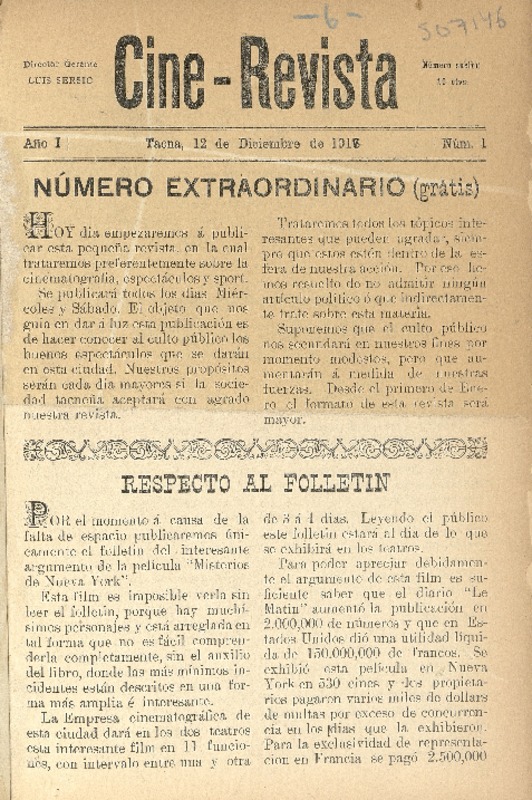 -6-
507146
Director Gerente
LUIS SERSIO
Cine-Revista
Número suelto
Año I
Tacna, 12 de Diciembre de 1917
Núm. 1
NÚMERO EXTRAORDINARIO (grátis)
HOY día empezaremos á publi-
car esta pequeña revista, en la cual
trataremos preferentemente sobre la
cinematografía, espectáculos y sport.
Se publicará todos los días Miér-
coles y Sábado. El objeto que nos
guía en dar á luz esta publicación es
de hacer conocer al culto público los
buenos espectáculos que se darán
en esta ciudad. Nuestros propósitos
serán cada día mayores si la socie-
dad tacneña aceptará con agrado
nuestra revista.
Trataremos todos los tópicos inte-
resantes que pueden agradar, siem-
pre que estos estén dentro de la es-
fera de nuestra acción. Por eso he-
mos resuelto de no admitir ningún
artículo político ó que indirectamen-
te trate sobre esta materia.
Suponemos que el culto público
nos secundará en nuestros fines por
momento modestos, pero que au-
mentarán á medida de nuestras
fuerzas. Desde el primero de Ene-
ro el formato de esta revista será
mayor.
RESPECTO AL FOLLETIN
POR el momento á causa de la
falta de espacio publicaremos úni-
camente el folletin del interesante
argumento de la película "Misterios
de Nueva York".
Esta film es imposible verla sin
leer el folletín, porque hay muchí-
simos personajes y está arreglada en
tal forma que no es fácil compren-
derla completamente, sin el auxilio
del libro, donde las más mínimos in-
cidentes están descritos en una for-
ma más amplia é interesante.
La Empresa cinematográfica de
esta ciudad dará en los dos teatros
esta interesante film en 11 funcio-
nes, con intervalo entre una y otra
de 3 á 4 días. Leyendo el público
este folletin estará al día de lo que
se exhibirá en los teatros.
Para poder apreciar debidamen-
te el argumento de esta film es su-
ficiente saber que el diario "Le
Matin" aumentó la publicación en
2.000,000 de números y que en Es-
tados Unidos dió una utilidad líqui-
da de 150.000,000 de francos. Se
exhibió esta película en Nueva
York en 530 cines y los propieta-
rios pagaron varios miles de dollars
de multas por exceso de concurren-
cia en los días que la exhibieron.
Para la exclusividad de representa-
ción en Francia se pagó 2.500,000